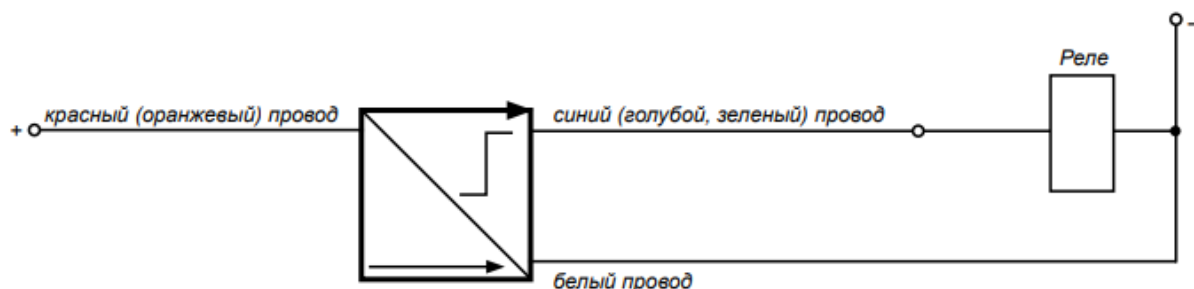 –
Реле
+
красный (оранжевый) провод
синий (голубой, зеленый) провод
белый провод